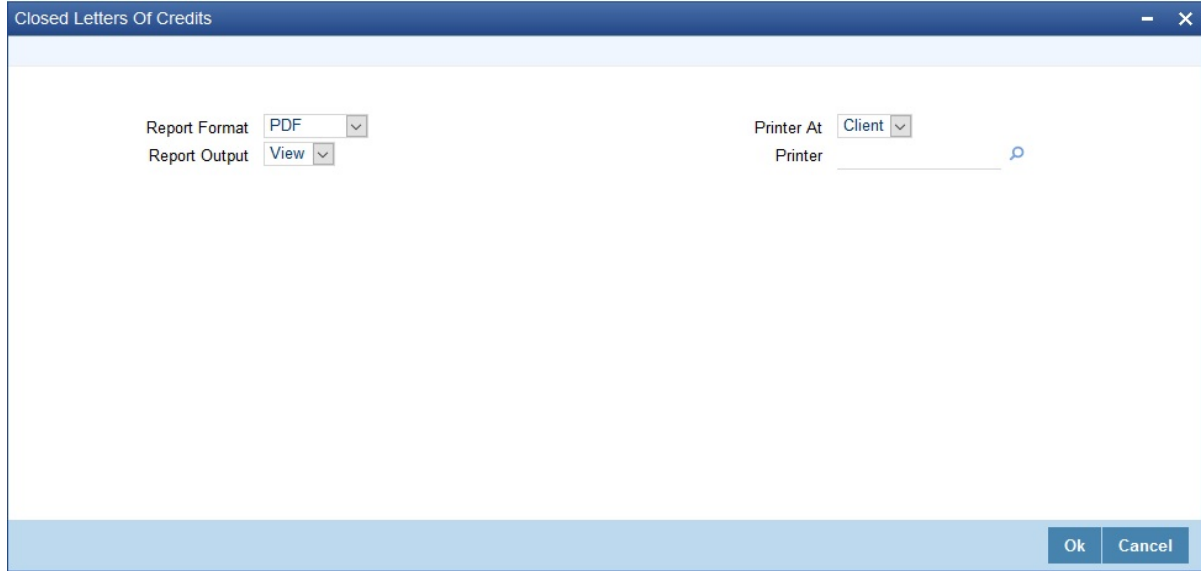 Closed Letters Of Credits
Report Format PDF Printer At Client
Report Output View Printer
Ok Cancel